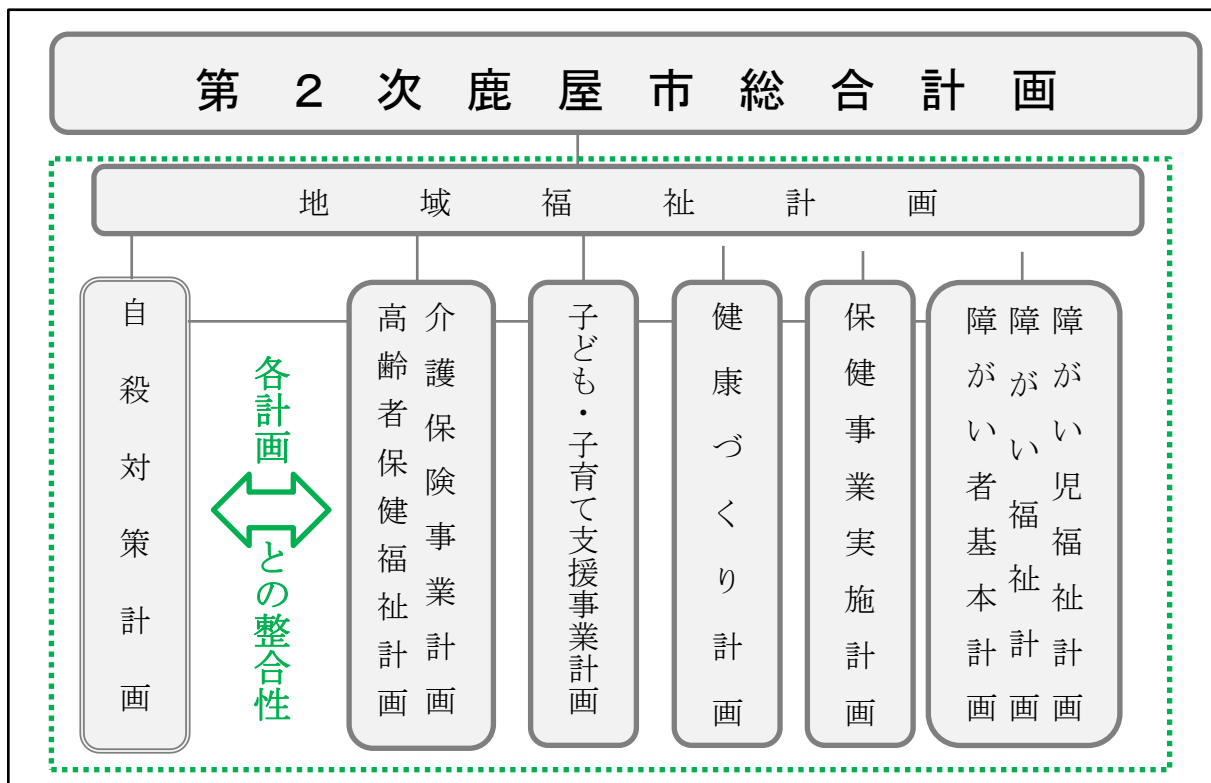 第２次鹿屋市総合計画
地域福祉計画
自殺対策計画
各計画
との整合性
高齢者保健福祉計画
介護保険事業計画
子ども・子育て支援事業計画
健康づくり計画
保健事業実施計画
障がい者基本計画
障がい福祉計画
障がい児福祉計画